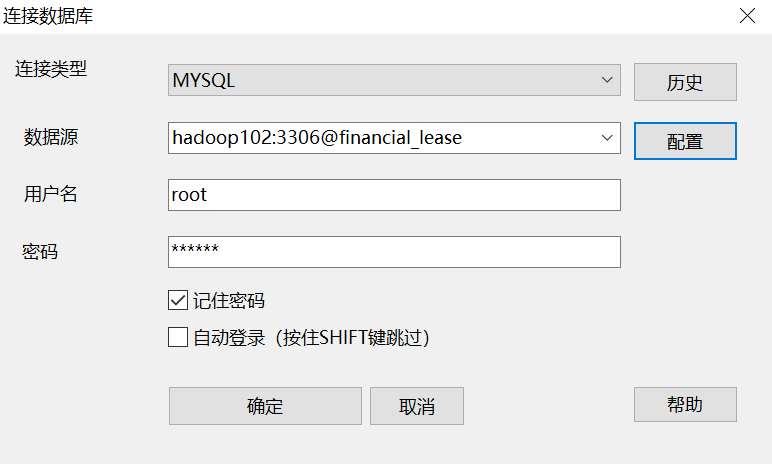 连接数据库
连接类型
MYSQL
历史
数据源
hadoop102:3306@financial_lease
配置
用户名
root
密码
******
记住密码
自动登录（按住SHIFT键跳过）
确定
取消
帮助